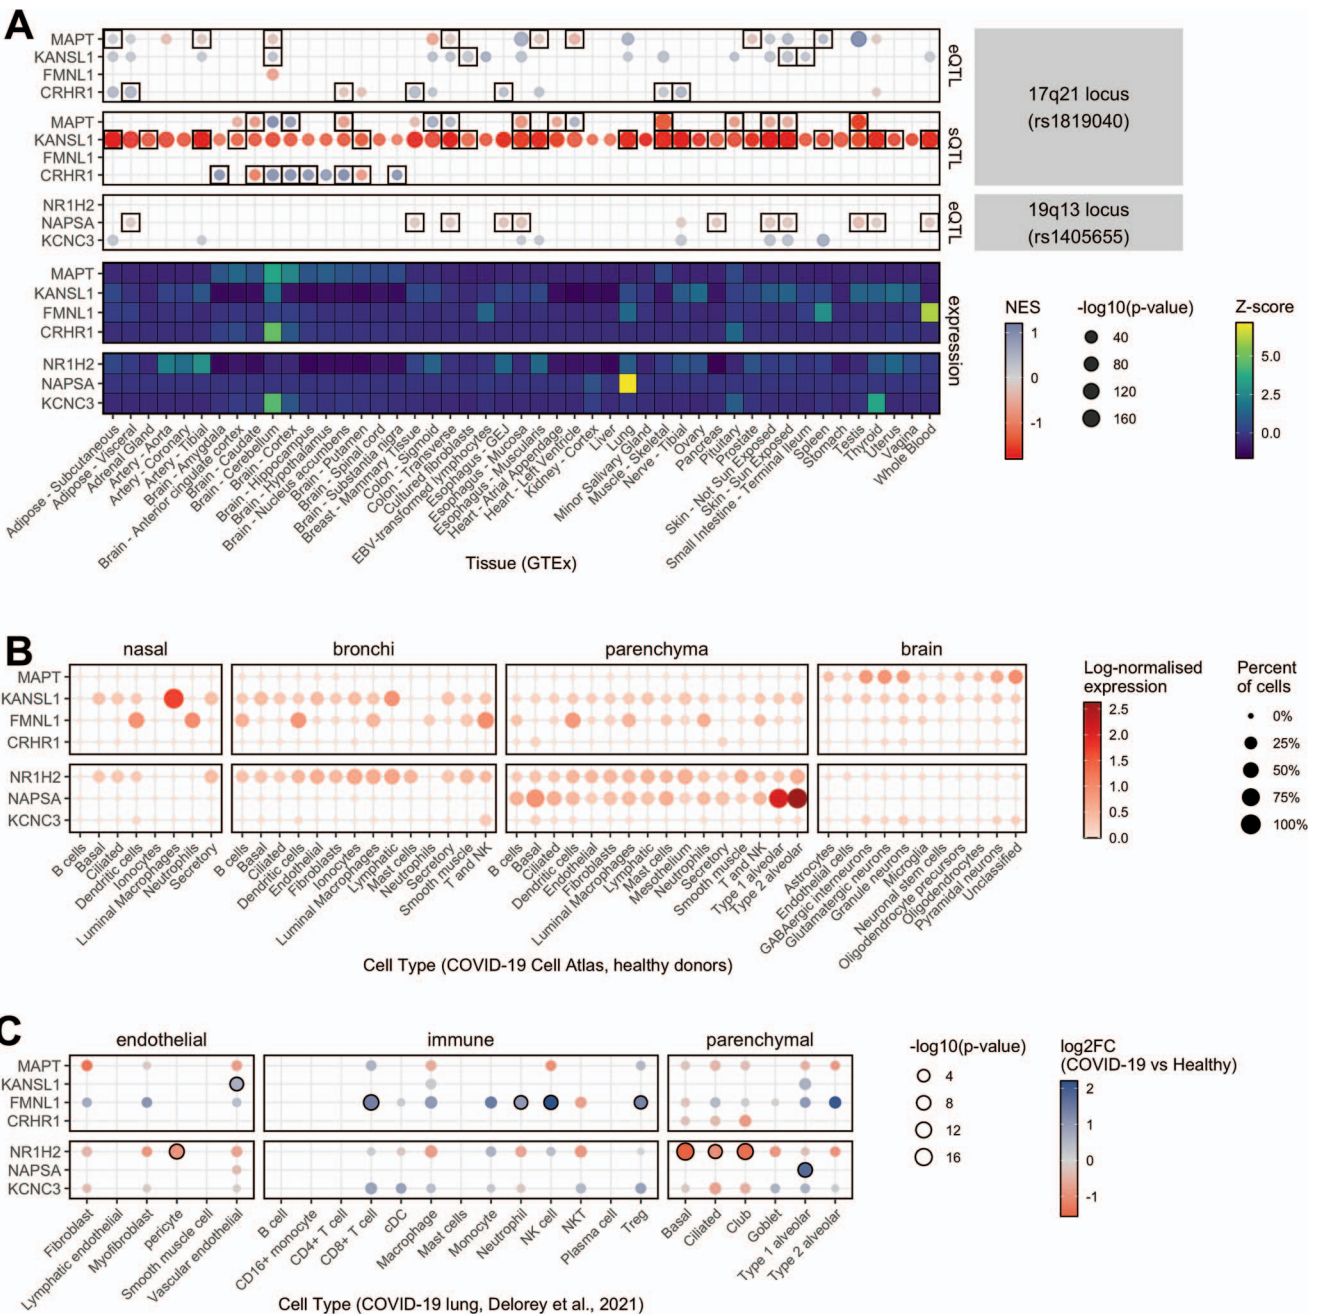 A
MAPT
KANSL1
FMNL1
CRHR1
eQTL
MAPT
KANSL1
FMNL1
CRHR1
sQTL
17q21 locus
(rs1819040)
NR1H2
NAPSA
KCNC3
eQTL
19q13 locus
(rs1405655)
MAPT
KANSL1
FMNL1
CRHR1
NR1H2
NAPSA
KCNC3
expression
NES
1
0
-1
-log10(p-value)
40
80
120
160
Z-score
5.0
2.5
0.0
Adipose - Subcutaneous
Adipose - Visceral
Adrenal Gland
Artery - Aorta
Artery - Coronary
Artery - Tibial
Brain - Amygdala
Brain - Anterior cingulate cortex
Brain - Caudate
Brain - Cerebellum
Brain - Cortex
Brain - Hippocampus
Brain - Hypothalamus
Brain - Nucleus accumbens
Brain - Putamen
Brain - Spinal cord
Brain - Substantia nigra
Breast - Mammary Tissue
Colon - Sigmoid
Colon - Transverse
Cultured fibroblasts
EBV-transformed lymphocytes
Esophagus - GEJ
Esophagus - Mucosa
Esophagus - Muscularis
Heart - Atrial Appendage
Heart - Left Ventricle
Kidney - Cortex
Liver
Lung
Minor Salivary Gland
Muscle - Skeletal
Nerve - Tibial
Ovary
Pancreas
Pituitary
Prostate
Skin - Not Sun Exposed
Skin - Sun Exposed
Small Intestine - Terminal Ileum
Spleen
Stomach
Testis
Thyroid
Uterus
Vagina
Whole Blood
Tissue (GTEx)
B
nasal
bronchi
parenchyma
brain
MAPT
KANSL1
FMNL1
CRHR1
NR1H2
NAPSA
KCNC3
B cells
Basal
Ciliated
Dendritic cells
Ionocytes
Luminal Macrophages
Neutrophils
Secretory
B cells
Basal
Ciliated
Dendritic cells
Endothelial
Fibroblasts
Ionocytes
Luminal Macrophages
Lymphatic
Mast cells
Neutrophils
Secretory
Smooth muscle
T and NK
B cells
Basal
Ciliated
Dendritic cells
Endothelial
Fibroblasts
Luminal Macrophages
Lymphatic
Mast cells
Mesothelium
Neutrophils
Secretory
Smooth muscle
T and NK
Type 1 alveolar
Type 2 alveolar
Astrocytes
Endothelial cells
GABAergic interneurons
Glutamatergic neurons
Granule neurons
Microglia
Neuronal stem cells
Oligodendrocyte precursors
Oligodendrocytes
Pyramidal neurons
Unclassified
Cell Type (COVID-19 Cell Atlas, healthy donors)
Log-normalised
expression
2.5
2.0
1.5
1.0
0.5
0.0
Percent
of cells
0%
25%
50%
75%
100%
C
endothelial
immune
parenchymal
MAPT
KANSL1
FMNL1
CRHR1
NR1H2
NAPSA
KCNC3
Fibroblast
Lymphatic endothelial
Myofibroblast
pericyte
Smooth muscle cell
Vascular endothelial
B cell
CD16+ monocyte
CD4+ T cell
CD8+ T cell
cDC
Macrophage
Mast cells
Monocyte
Neutrophil
NK cell
NKT
Plasma cell
Treg
Basal
Ciliated
Club
Goblet
Type 1 alveolar
Type 2 alveolar
Cell Type (COVID-19 lung, Delorey et al., 2021)
-log10(p-value)
4
8
12
16
log2FC
(COVID-19 vs Healthy)
2
1
0
-1